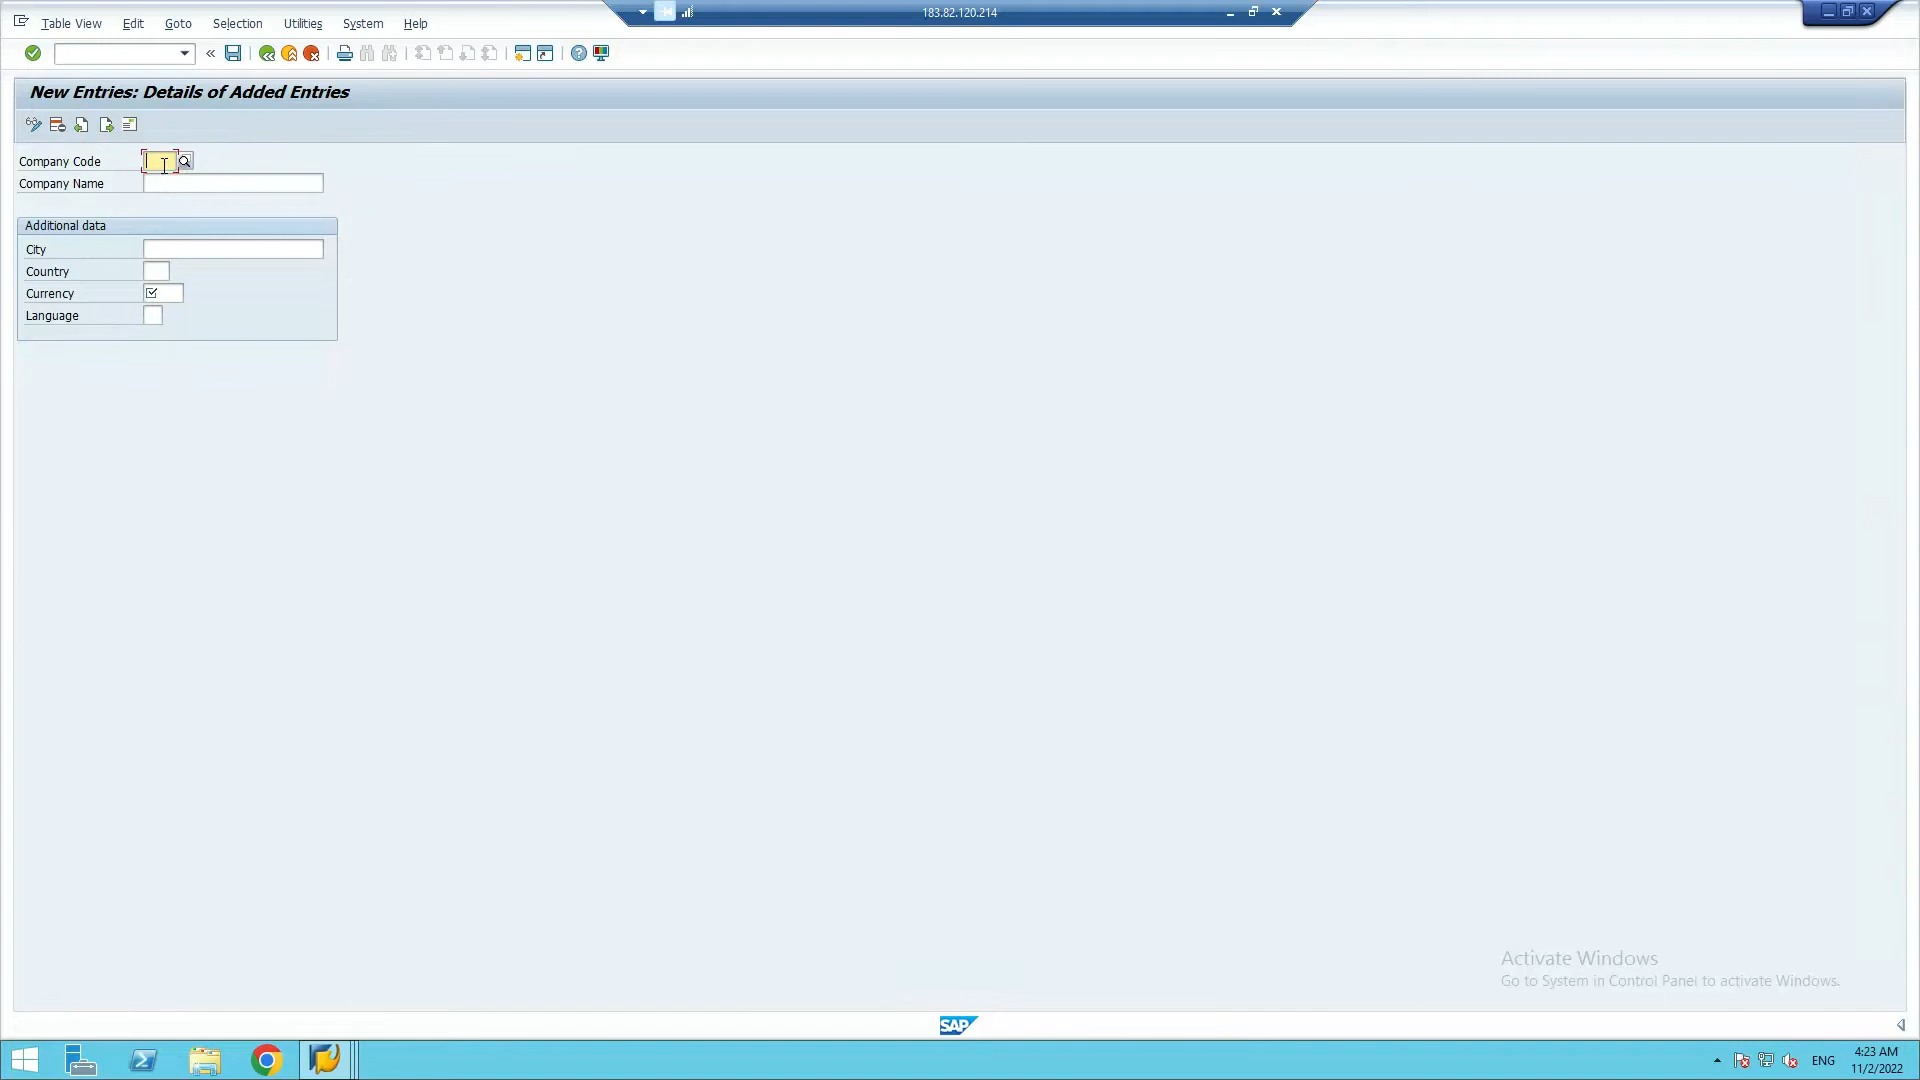 183.82.120.214
Table View Edit Goto Selection Utilities System Help
New Entries: Details of Added Entries
Company Code
Company Name
Additional data
City
Country
Currency
Language
Activate Windows
Go to System in Control Panel to activate Windows.
SAP
ENG
4:23 AM
11/2/2022